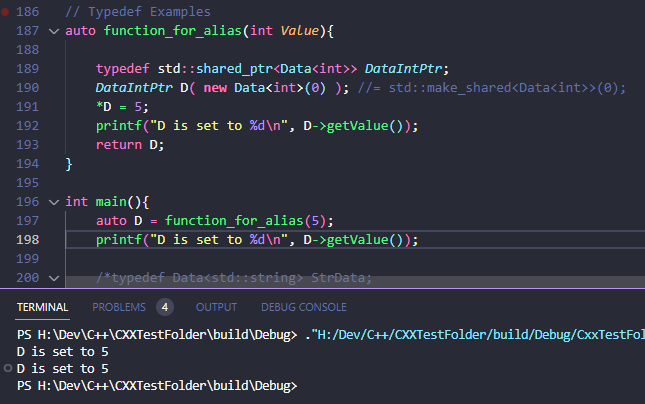 186 // Typedef Examples
187 auto function_for_alias(int Value){
188
189 typedef std::shared_ptr<Data<int>> DataIntPtr;
190 DataIntPtr D( new Data<int>(0) ); //= std::make_shared<Data<int>>(0);
191 *D = 5;
192 printf("D is set to %d\n", D->getValue());
193 return D;
194 }
195
196 int main(){
197 auto D = function_for_alias(5);
198 printf("D is set to %d\n", D->getValue());
199
200 /*typedef Data<std::string> StrData;
TERMINAL PROBLEMS 4 OUTPUT DEBUG CONSOLE
PS H:\Dev\C++\CXXTestFolder\build\Debug> ."H:/Dev/C++/CXXTestFolder/build/Debug/CxxTestFol
D is set to 5
D is set to 5
PS H:\Dev\C++\CXXTestFolder\build\Debug>